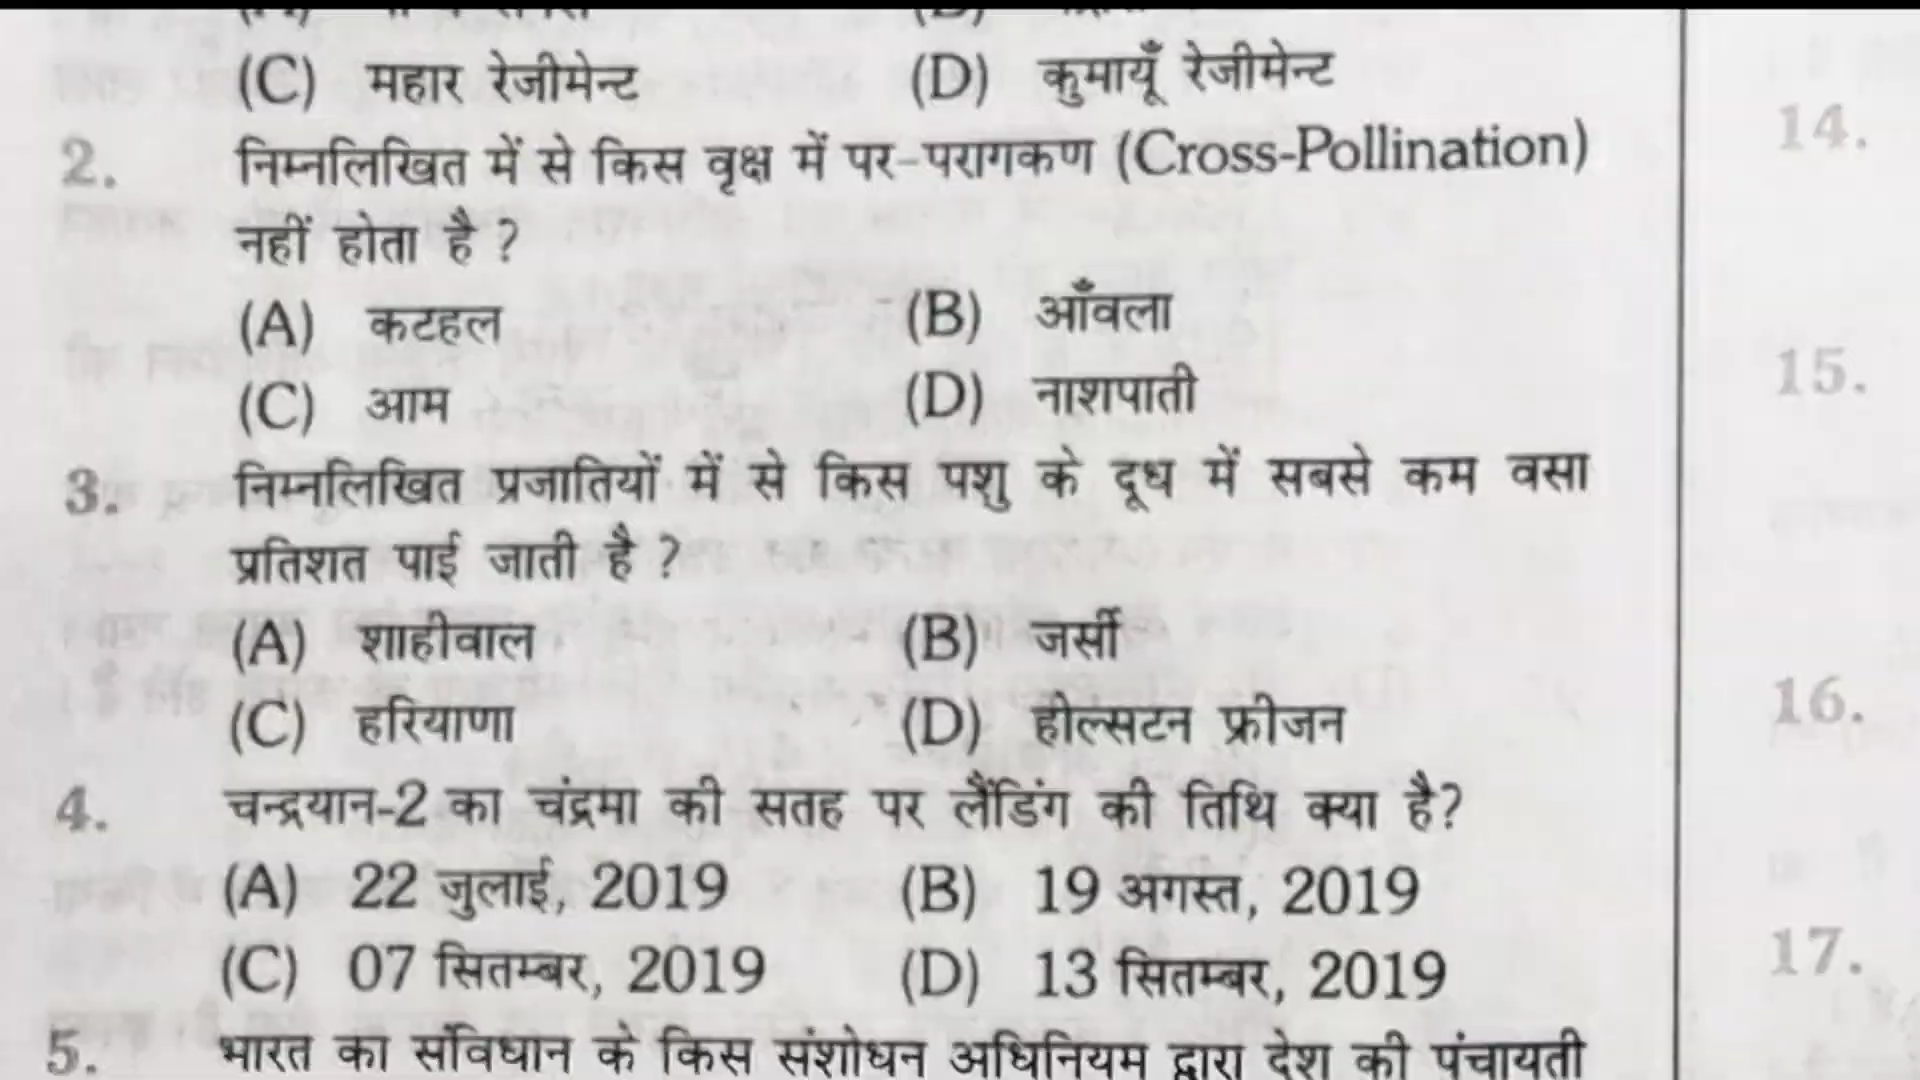 (C) महार रेजीमेन्ट (D) कुमायूँ रेजीमेन्ट
2. निम्नलिखित में से किस वृक्ष में पर-परागकण (Cross-Pollination)
नहीं होता है ?
(A) कटहल (B) आँवला
(C) आम (D) नाशपाती
3. निम्नलिखित प्रजातियों में से किस पशु के दूध में सबसे कम वसा
प्रतिशत पाई जाती है ?
(A) शाहीवाल (B) जर्सी
(C) हरियाणा (D) हील्सटन फ्रीजन
4. चन्द्रयान-2 का चंद्रमा की सतह पर लैंडिंग की तिथि क्या है?
(A) 22 जुलाई, 2019 (B) 19 अगस्त, 2019
(C) 07 सितम्बर, 2019 (D) 13 सितम्बर, 2019
5. भारत का संविधान के किस संशोधन अधिनियम द्वारा देश की पंचायती
14.
15.
16.
17.